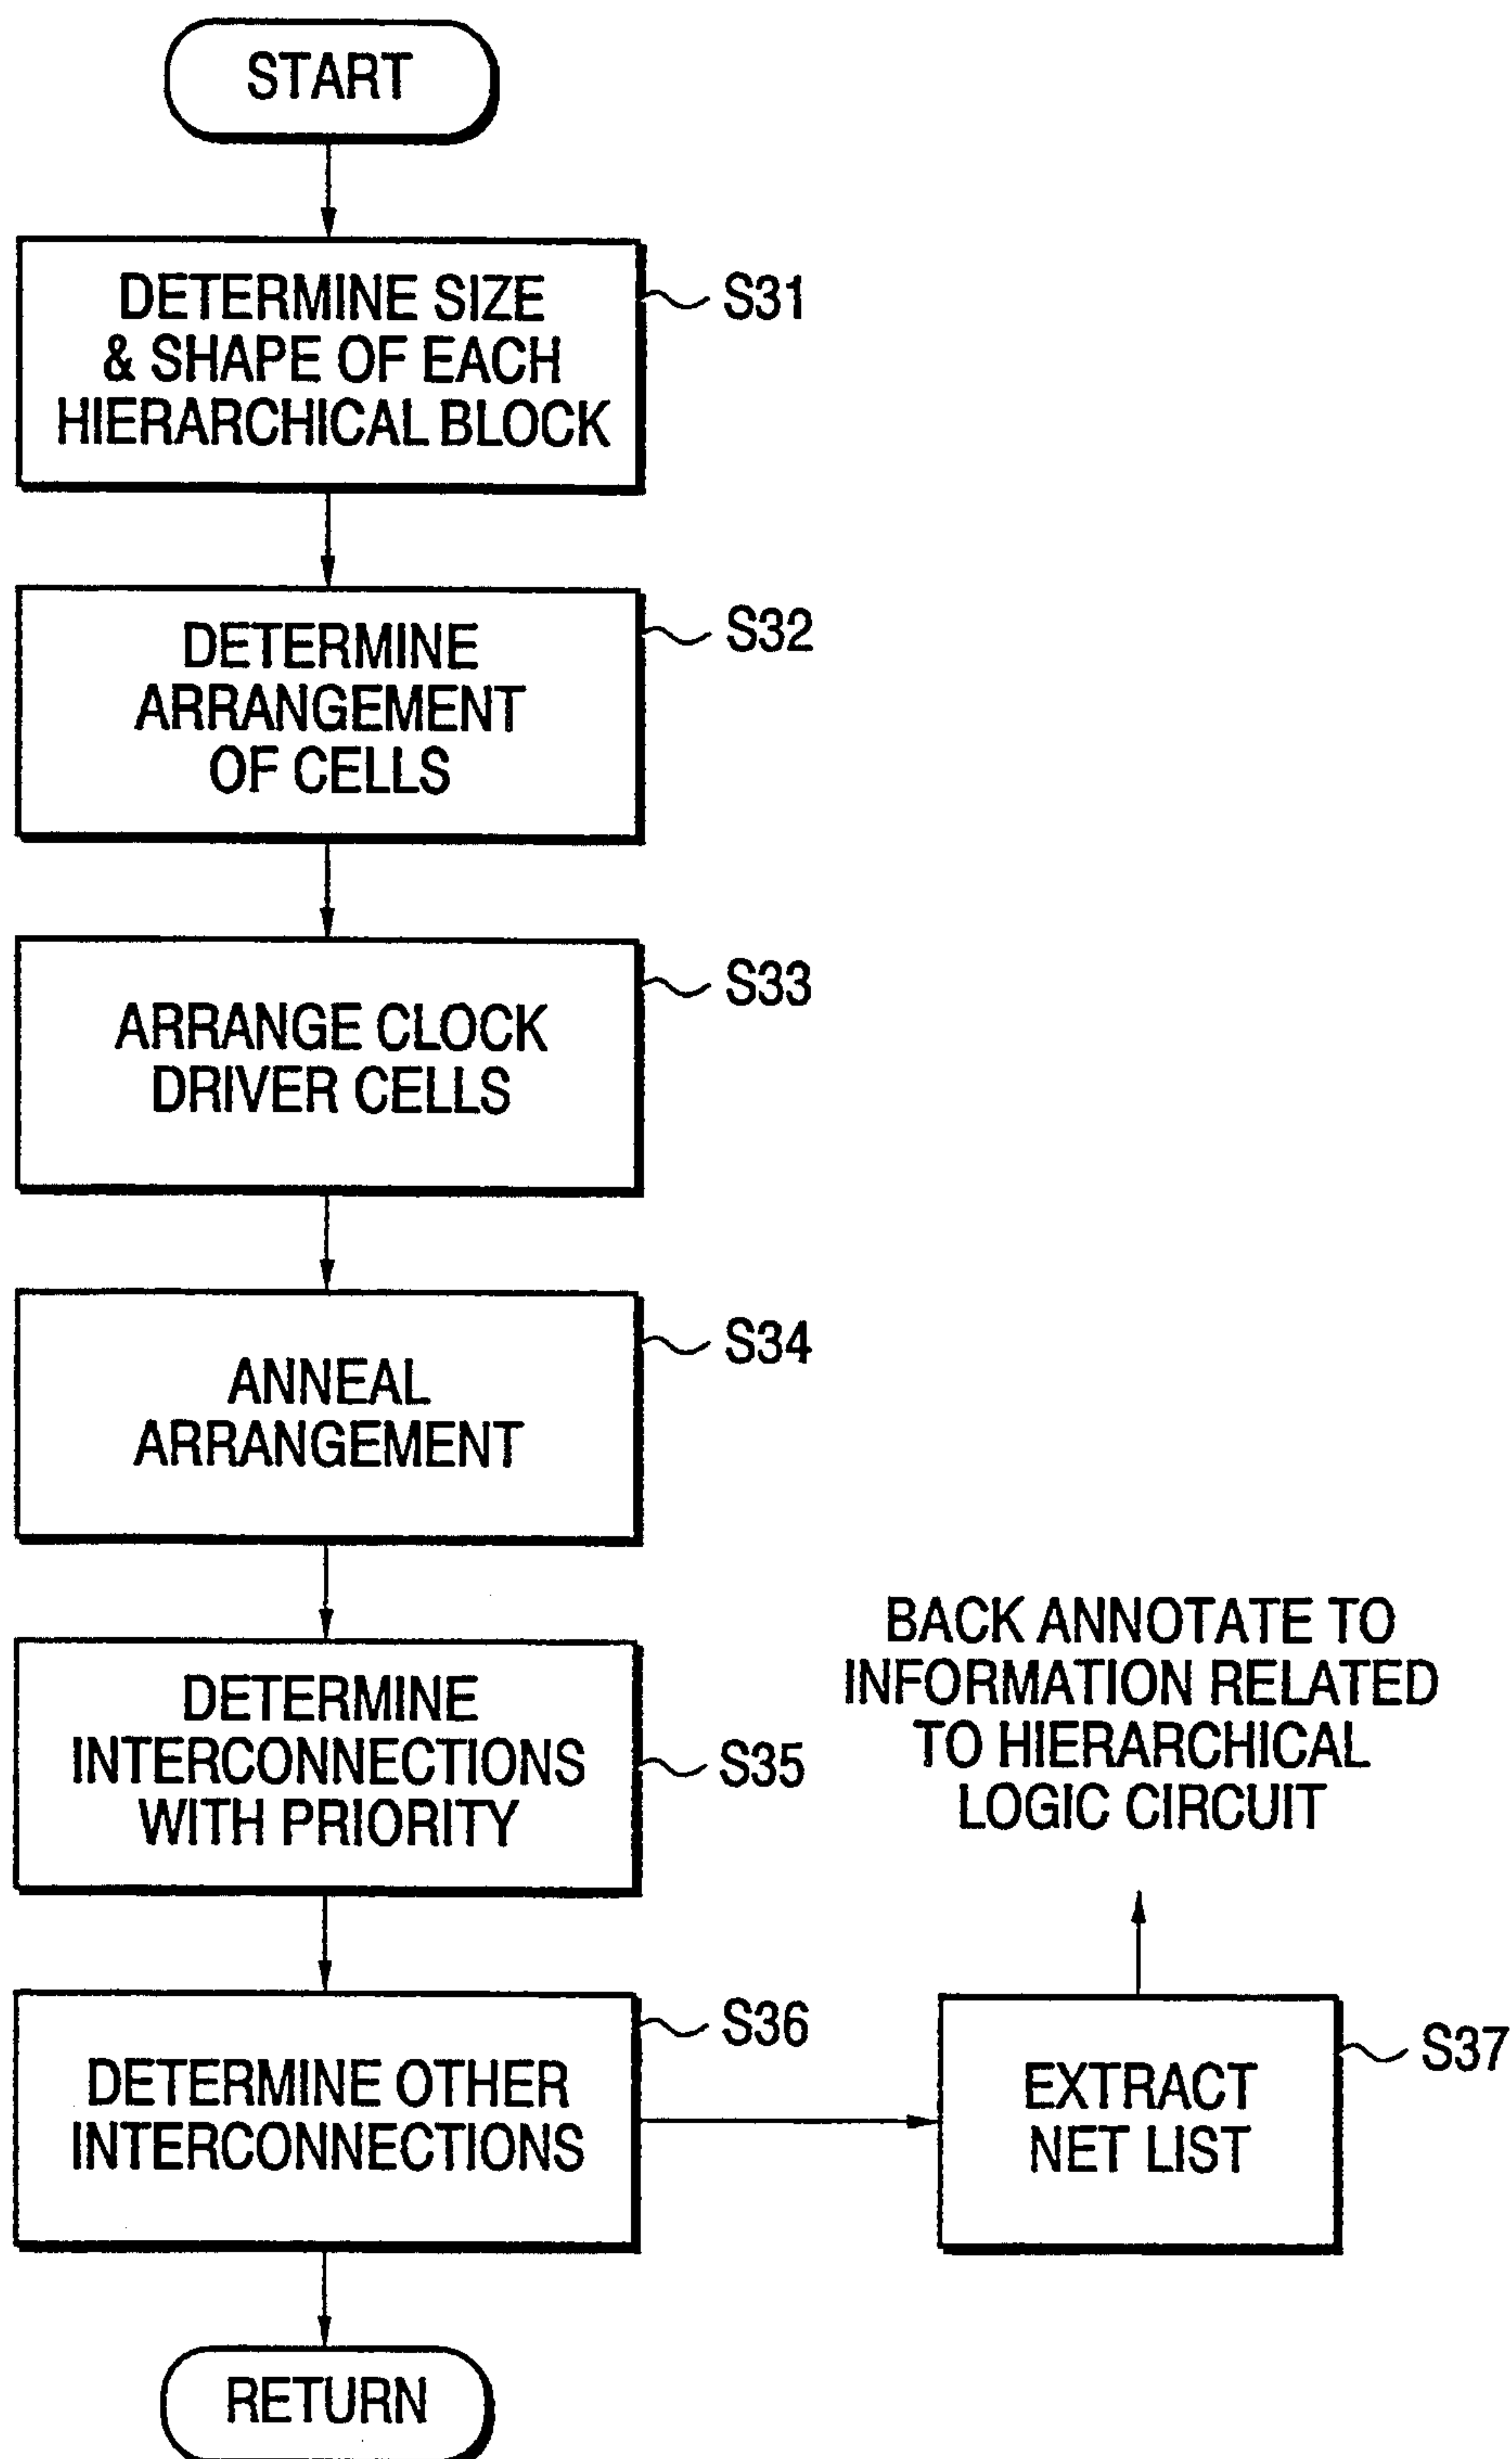 START
DETERMINE SIZE
& SHAPE OF EACH
HIERARCHICAL BLOCK
S31
DETERMINE
ARRANGEMENT
OF CELLS
S32
ARRANGE CLOCK
DRIVER CELLS
S33
ANNEAL
ARRANGEMENT
S34
DETERMINE
INTERCONNECTIONS
WITH PRIORITY
S35
BACK ANNOTATE TO
INFORMATION RELATED
TO HIERARCHICAL
LOGIC CIRCUIT
DETERMINE OTHER
INTERCONNECTIONS
S36
EXTRACT
NET LIST
S37
RETURN